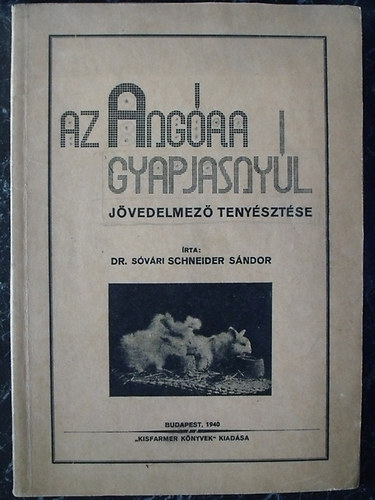 AZ ANGÓRA
GYAPJASNYÚL
JÖVEDELMEZŐ TENYÉSZTÉSE
ÍRTA:
DR. SÓVÁRI SCHNEIDER SÁNDOR
BUDAPEST, 1940
„KISFARMER KÖNYVEK" KIADÁSA